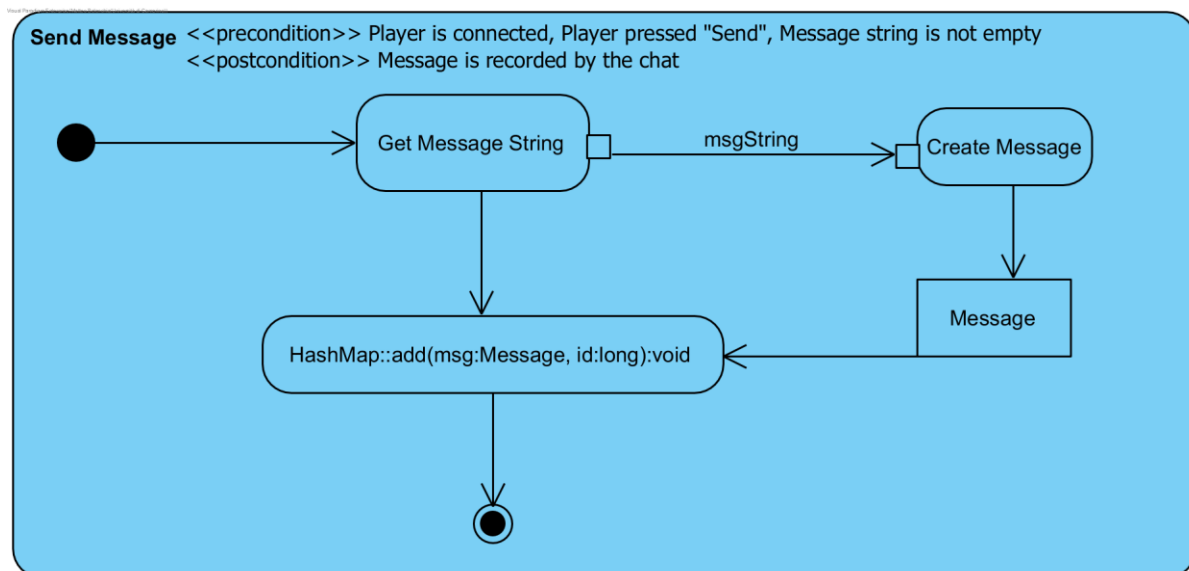 Send Message <<precondition>> Player is connected, Player pressed "Send", Message string is not empty
<<postcondition>> Message is recorded by the chat
Get Message String
msgString
Create Message
Message
HashMap::add(msg:Message, id:long):void